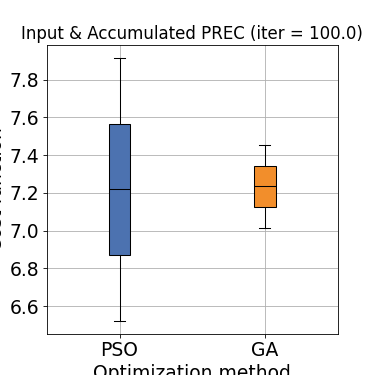 Input & Accumulated PREC (iter = 100.0)
7.8
7.6
7.4
7.2
7.0
6.8
6.6
PSO
GA
Optimization method